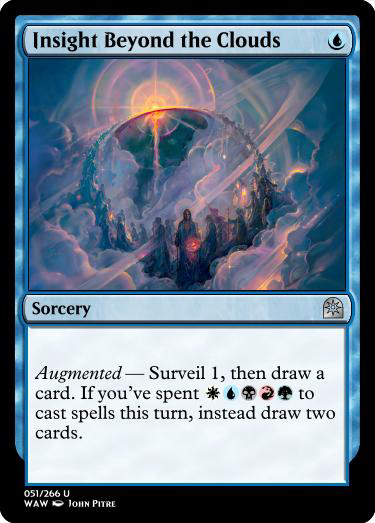 Insight Beyond the Clouds
Sorcery
Augmented — Surveil 1, then draw a
card. If you've spent to
cast spells this turn, instead draw two
cards.
051/266 U
WAW JOHN PITRE